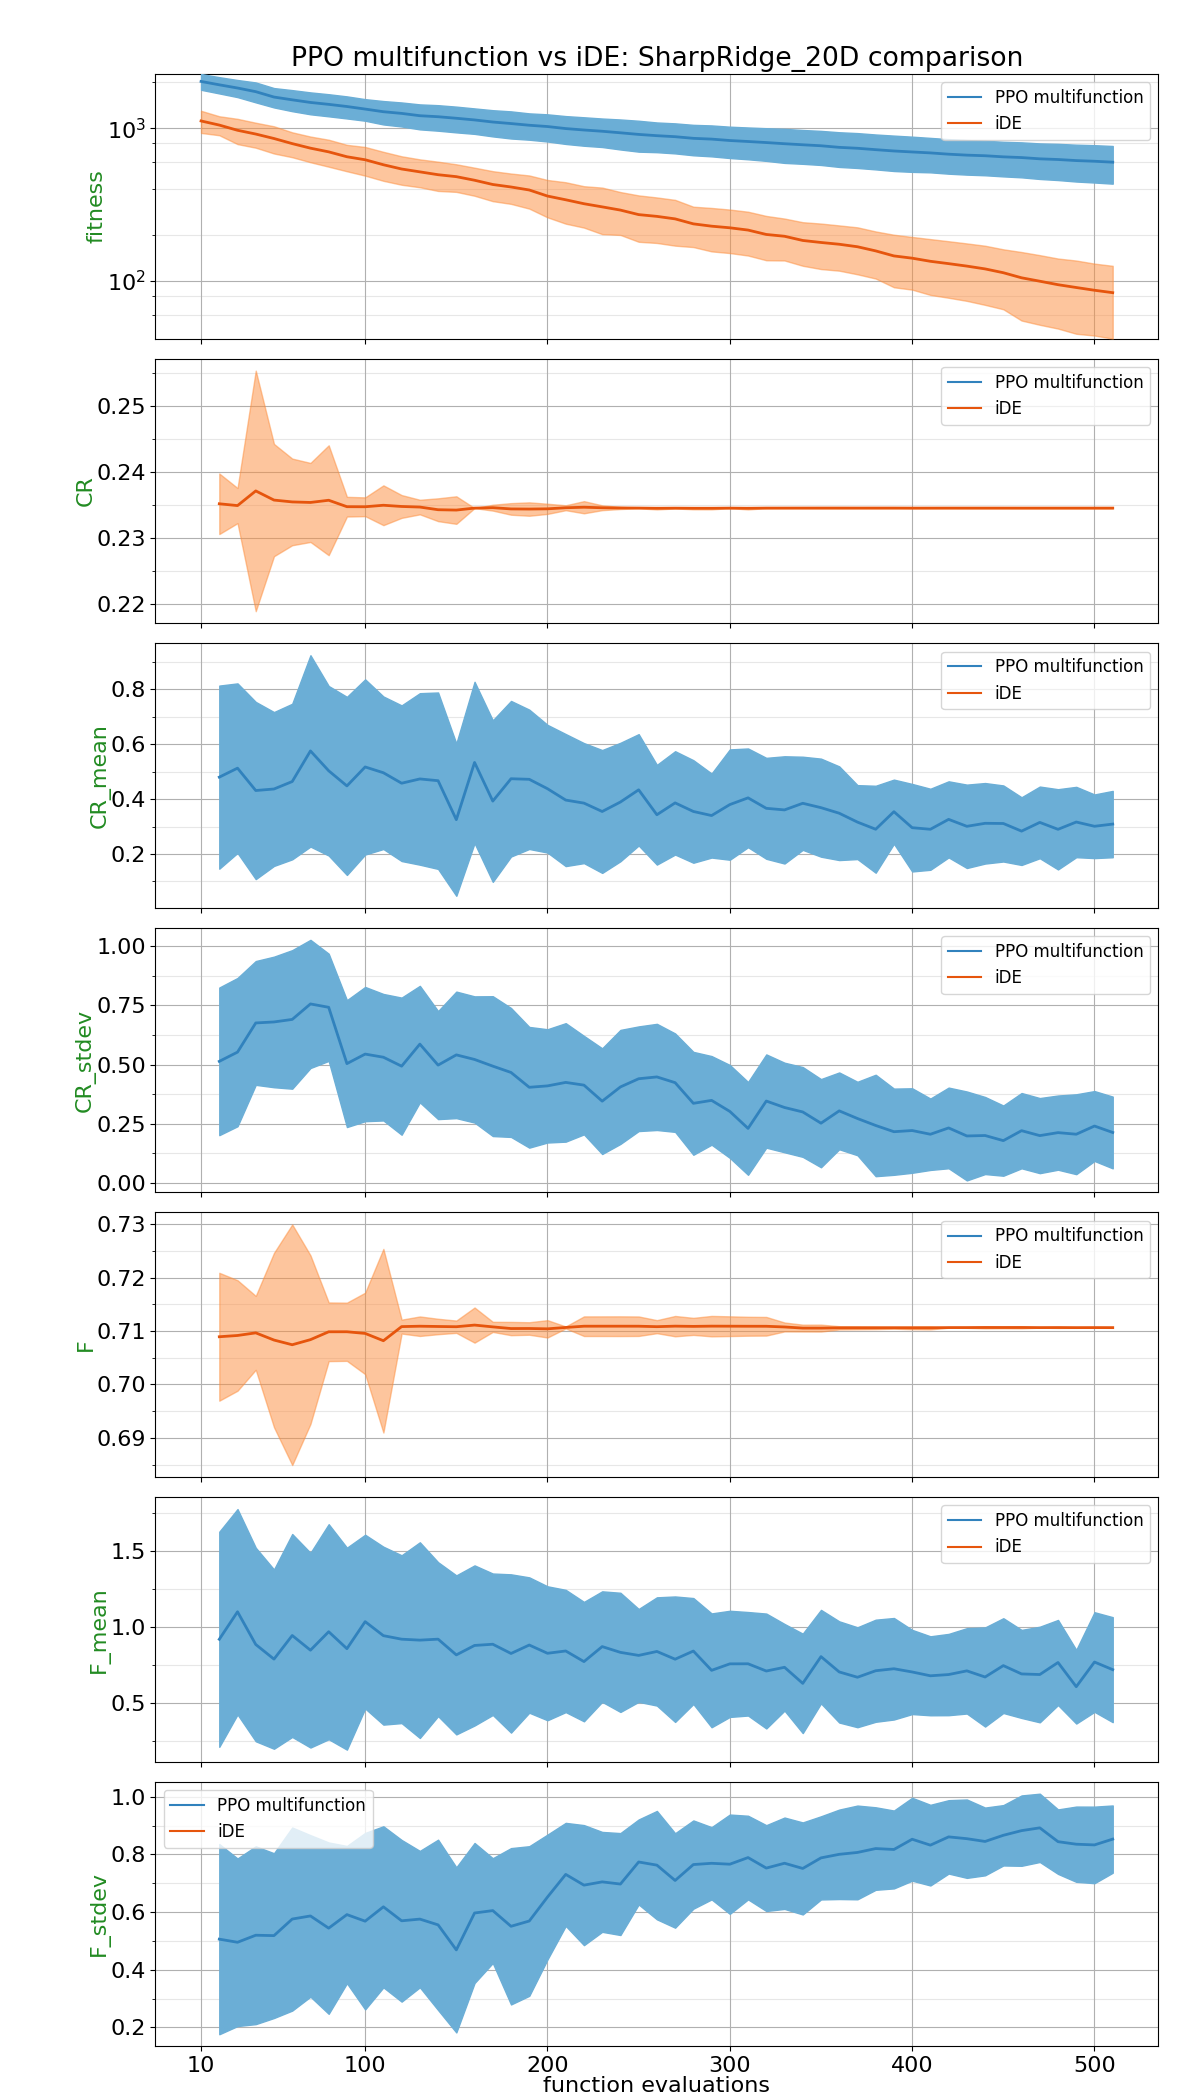 PPO multifunction vs iDE: SharpRidge_20D comparison
PPO multifunction
iDE
10³
10²
fitness
PPO multifunction
iDE
0.25
0.24
0.23
0.22
CR
PPO multifunction
iDE
0.8
0.6
0.4
0.2
CR_mean
PPO multifunction
iDE
1.00
0.75
0.50
0.25
0.00
CR_stdev
PPO multifunction
iDE
0.73
0.72
0.71
0.70
0.69
F
PPO multifunction
iDE
1.5
1.0
0.5
F_mean
PPO multifunction
iDE
1.0
0.8
0.6
0.4
0.2
F_stdev
10 100 200 300 400 500
function evaluations